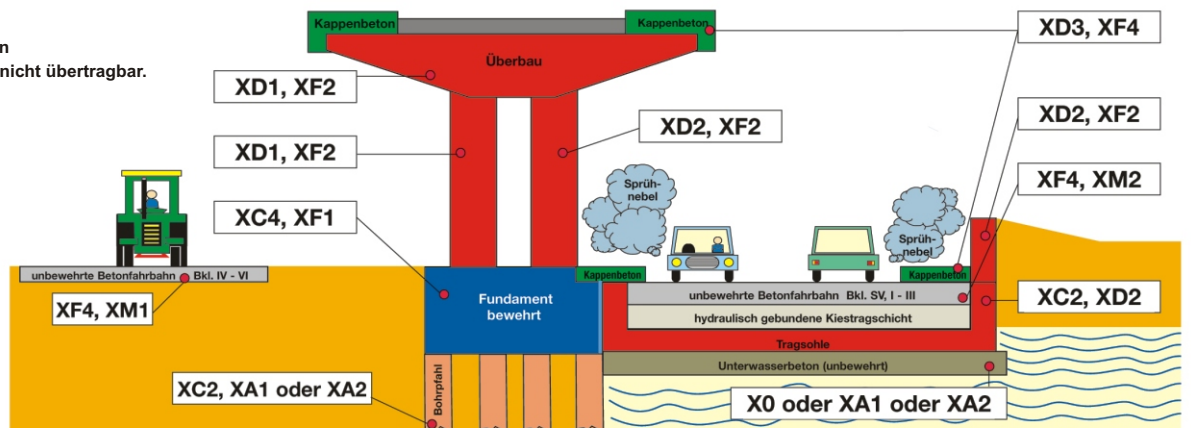 n
nicht übertragbar.
Kappenbeton
Kappenbeton
XD3, XF4
Überbau
XD1, XF2
XD2, XF2
XD2, XF2
XD1, XF2
XF4, XM2
Sprüh-
nebel
XC4, XF1
Sprüh-
nebel
unbewehrte Betonfahrbahn Bkl. IV - VI
Kappenbeton
Kappenbeton
unbewehrte Betonfahrbahn Bkl. SV, I - III
XF4, XM1
Fundament
bewehrt
XC2, XD2
hydraulisch gebundene Kiestragschicht
Tragsohle
Unterwasserbeton (unbewehrt)
XC2, XA1 oder XA2
Bohrpfahl
X0 oder XA1 oder XA2